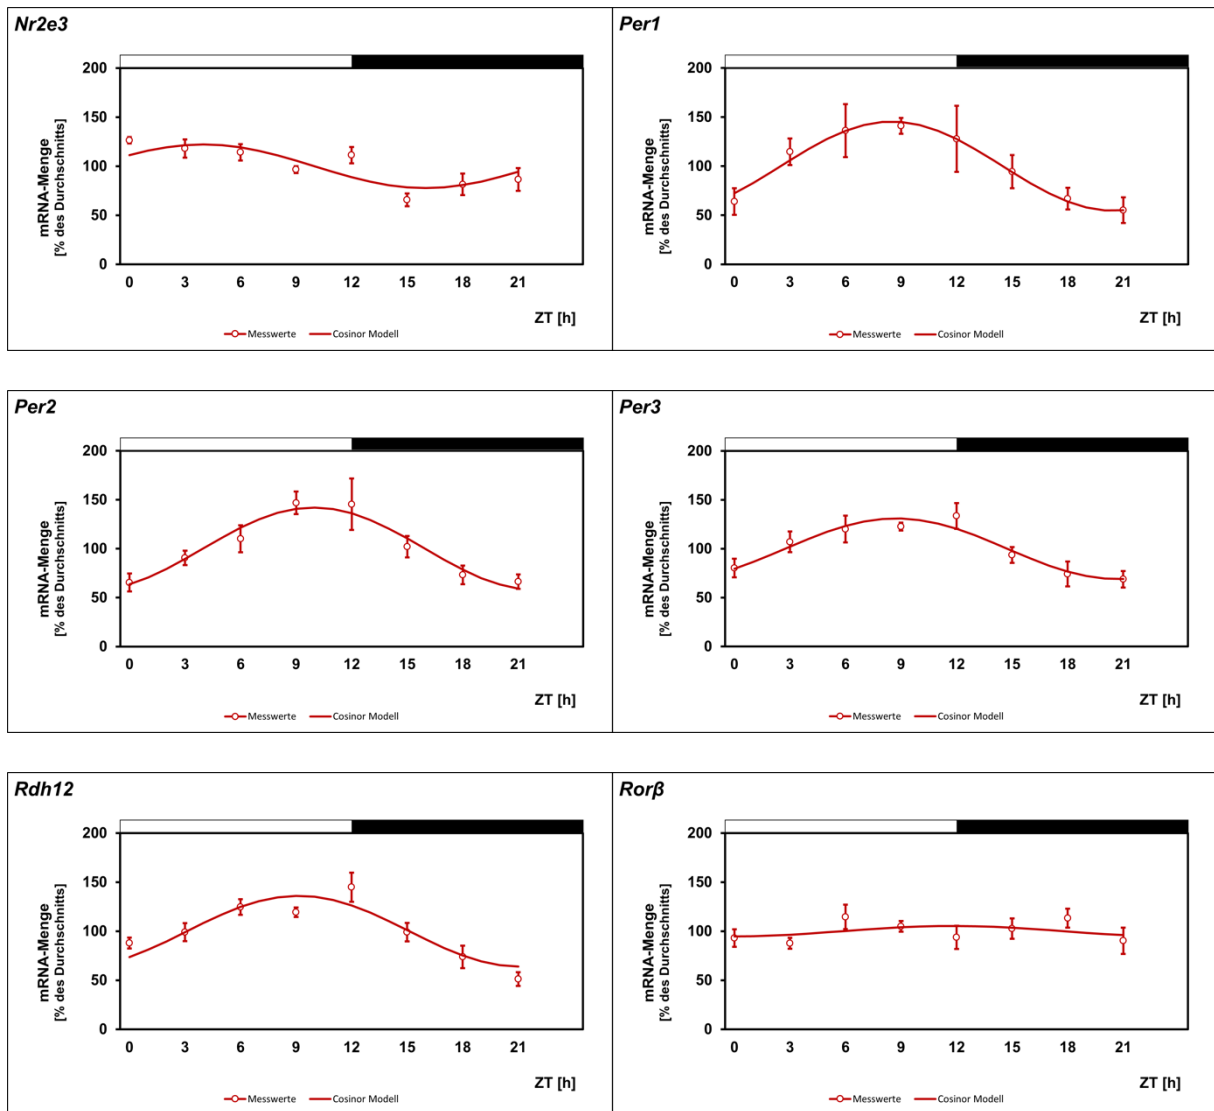 Nr2e3
mRNA-Menge
[% des Durchschnitts]
200
150
100
50
0
0 3 6 9 12 15 18 21
ZT [h]
Messwerte Cosinor Modell
Per1
mRNA-Menge
[% des Durchschnitts]
200
150
100
50
0
0 3 6 9 12 15 18 21
ZT [h]
Messwerte Cosinor Modell
Per2
mRNA-Menge
[% des Durchschnitts]
200
150
100
50
0
0 3 6 9 12 15 18 21
ZT [h]
Messwerte Cosinor Modell
Per3
mRNA-Menge
[% des Durchschnitts]
200
150
100
50
0
0 3 6 9 12 15 18 21
ZT [h]
Messwerte Cosinor Modell
Rdh12
mRNA-Menge
[% des Durchschnitts]
200
150
100
50
0
0 3 6 9 12 15 18 21
ZT [h]
Messwerte Cosinor Modell
Rorβ
mRNA-Menge
[% des Durchschnitts]
200
150
100
50
0
0 3 6 9 12 15 18 21
ZT [h]
Messwerte Cosinor Modell